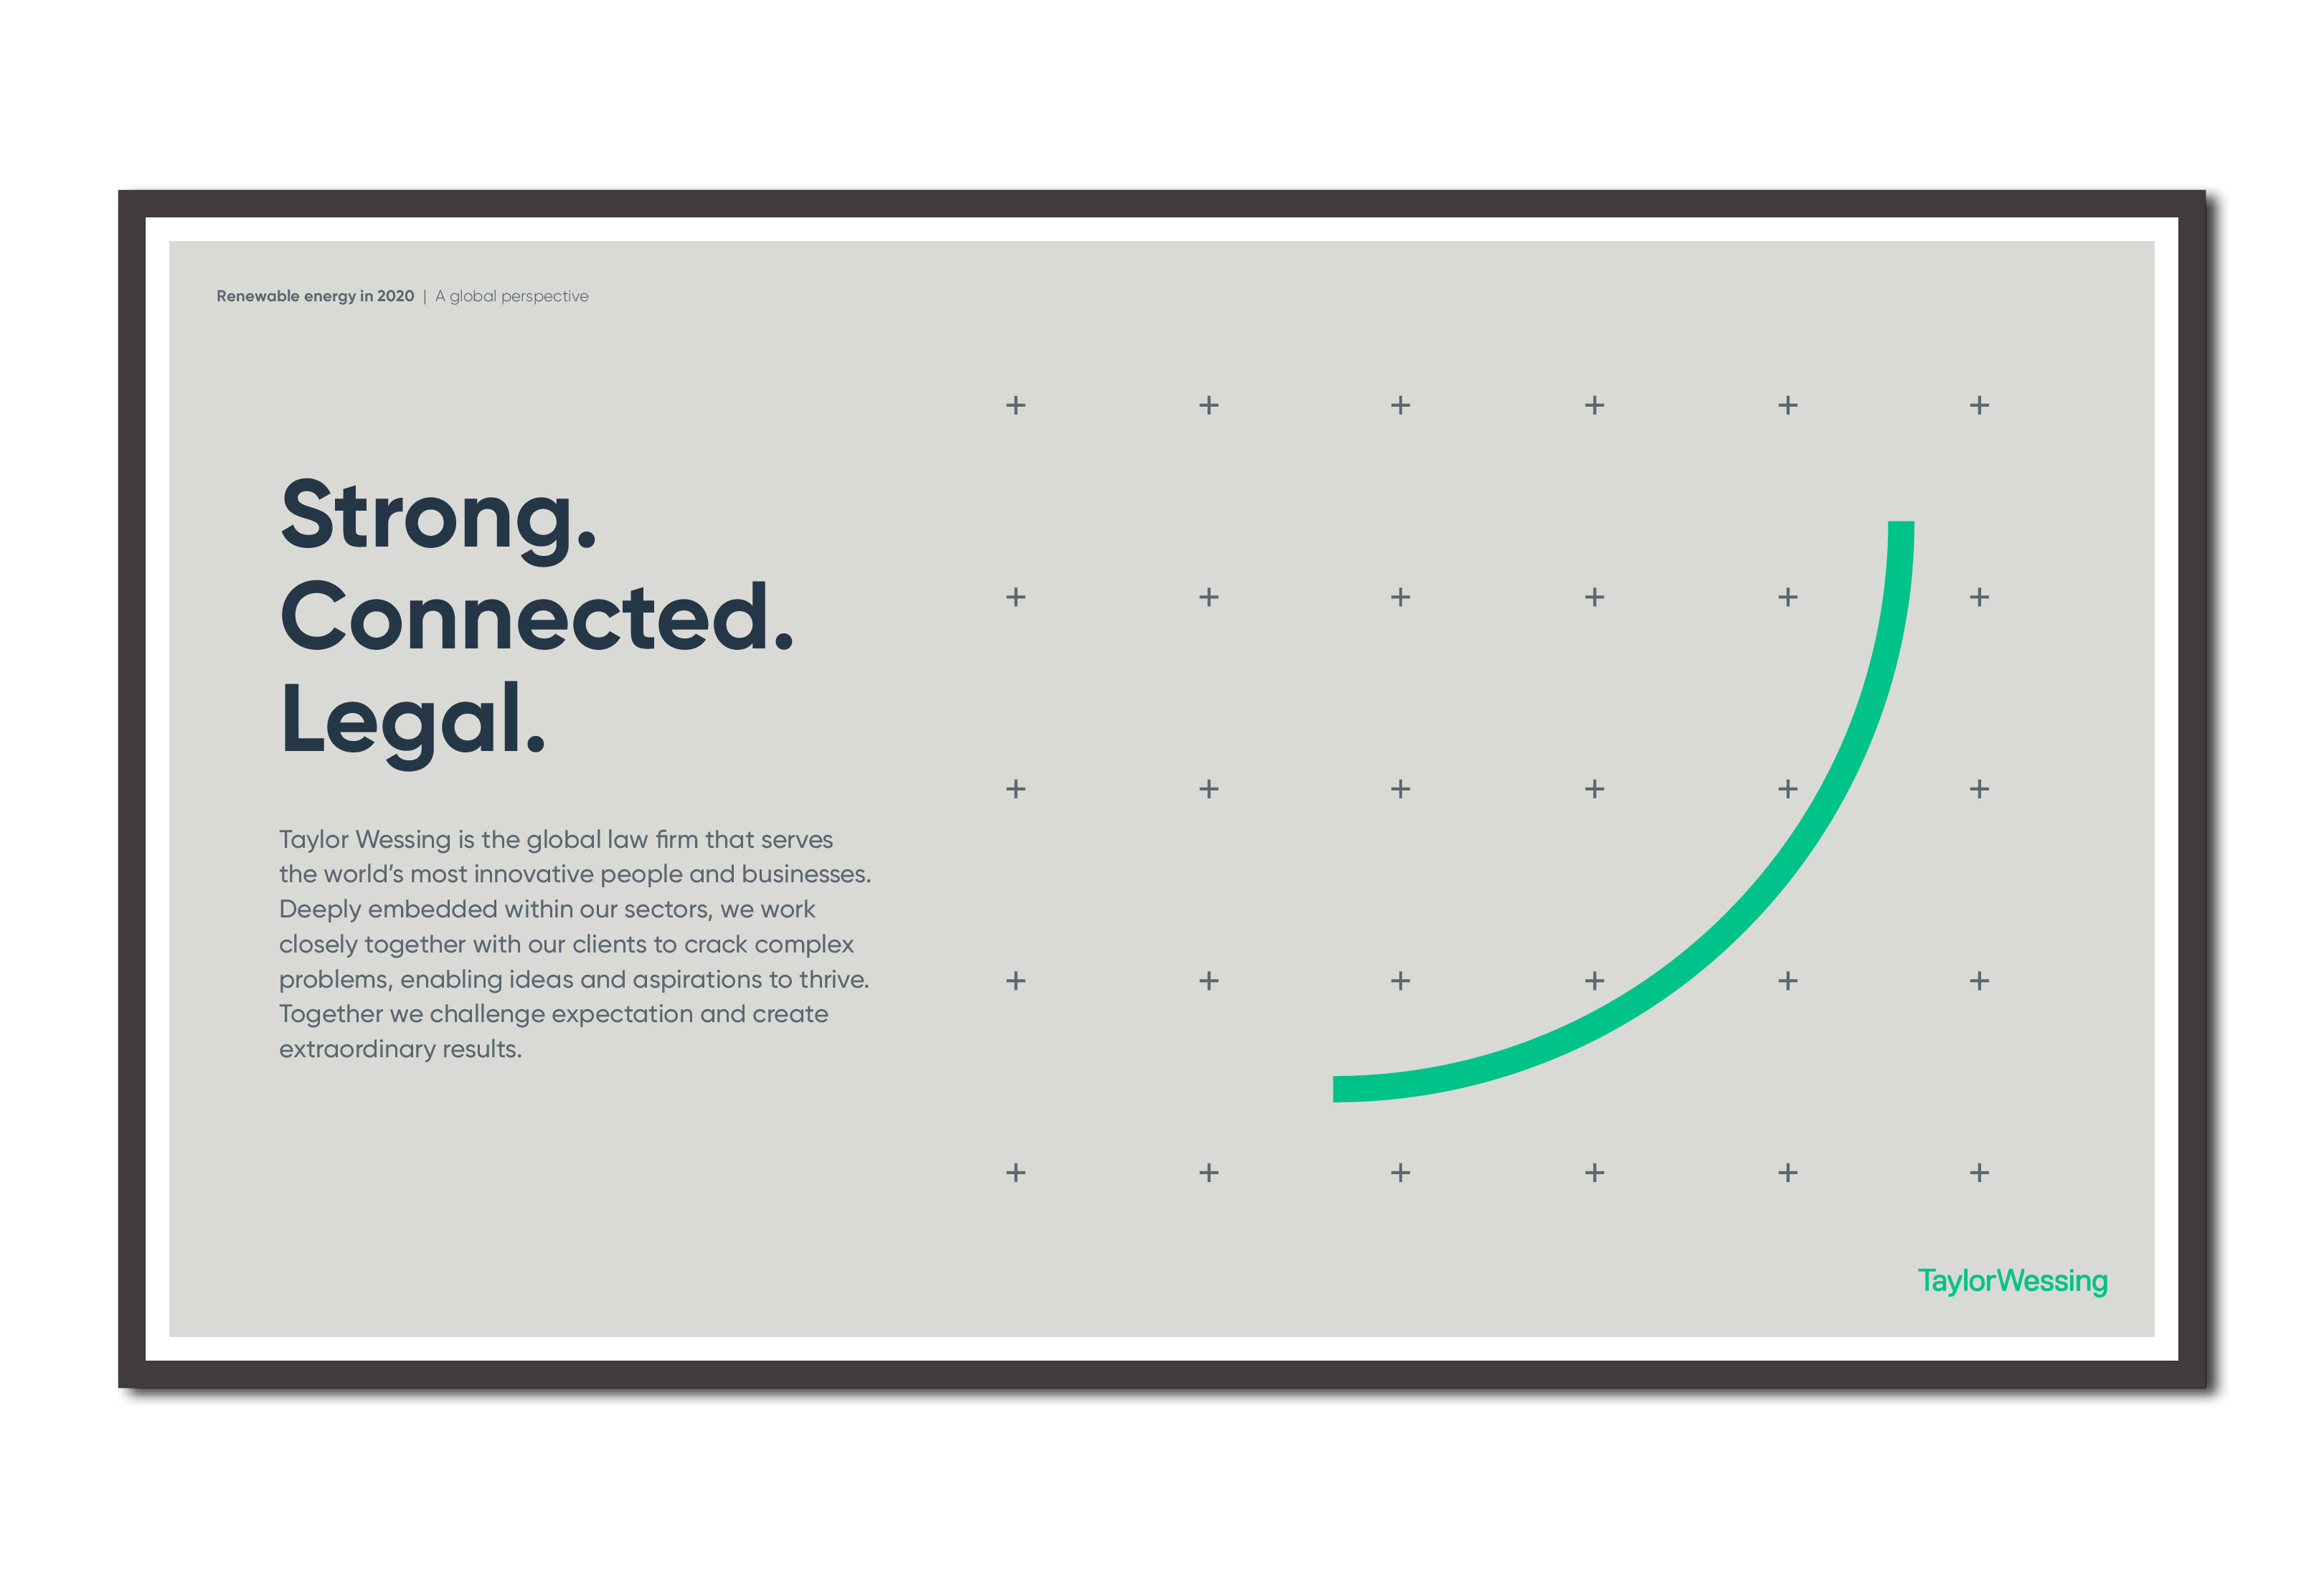 Renewable energy in 2020 | A global perspective
Strong.
Connected.
Legal.
Taylor Wessing is the global law firm that serves
the world’s most innovative people and businesses.
Deeply embedded within our sectors, we work
closely together with our clients to crack complex
problems, enabling ideas and aspirations to thrive.
Together we challenge expectation and create
extraordinary results.
TaylorWessing